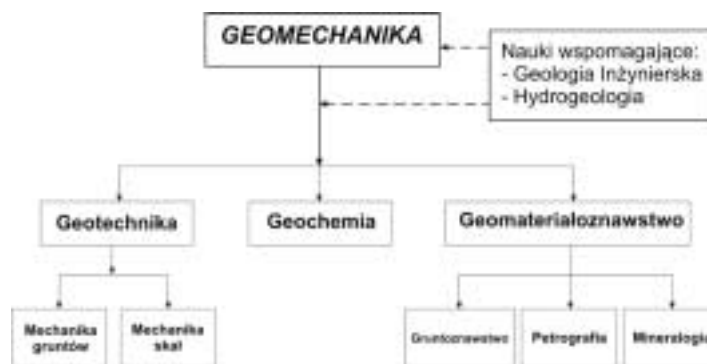 GEOMECHANIKA
Nauki wspomagające:
- Geologia Inżynierska
- Hydrogeologia
Geotechnika
Geochemia
Geomateriałoznawstwo
Mechanika
gruntów
Mechanika
skał
Gruntoznawstwo
Petrografia
Mineralogia